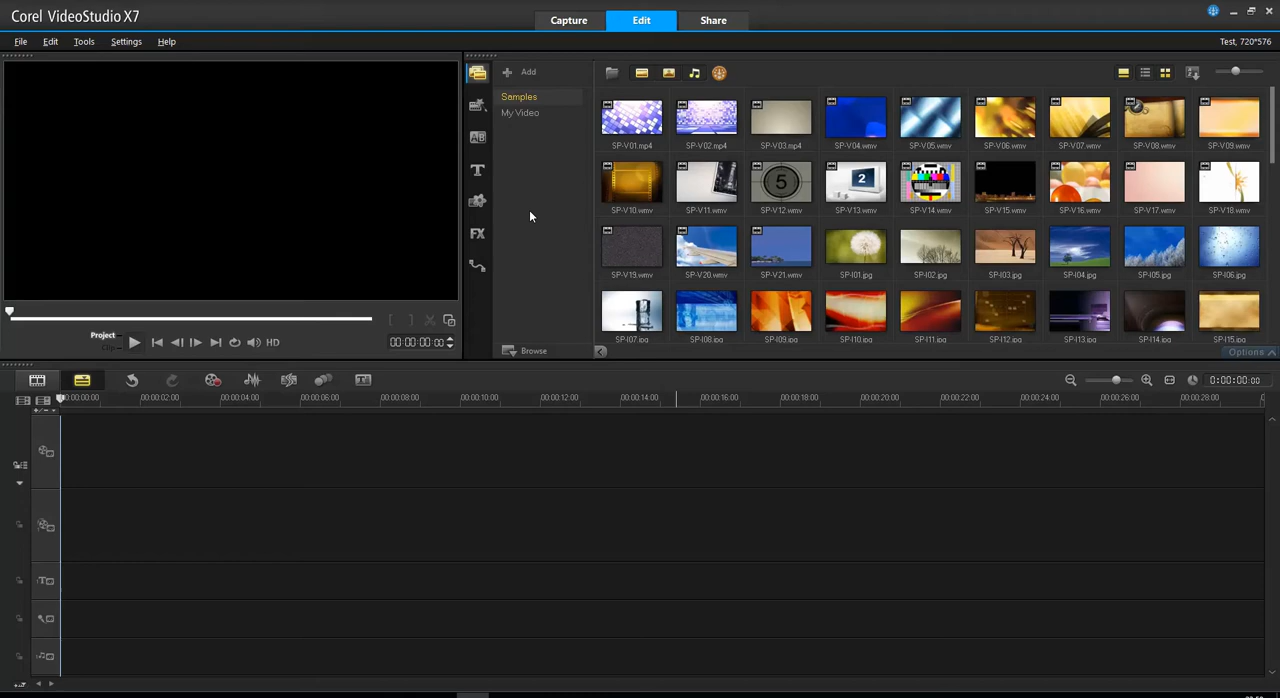 Corel VideoStudio X7
Capture Edit Share
File Edit Tools Settings Help
Test, 720*576
Add
Samples
My Video
SP-V01.mp4 SP-V02.mp4 SP-V03.mp4 SP-V04.wmv SP-V05.wmv SP-V06.wmv SP-V07.wmv SP-V08.wmv SP-V09.wmv
5
2
SP-V10.wmv SP-V11.wmv SP-V12.wmv SP-V13.wmv SP-V14.wmv SP-V15.wmv SP-V16.wmv SP-V17.wmv SP-V18.wmv
SP-V19.wmv SP-V20.wmv SP-V21.wmv SP-I01.jpg SP-I02.jpg SP-I03.jpg SP-I04.jpg SP-I05.jpg SP-I06.jpg
SP-I07.jpg SP-I08.jpg SP-I09.jpg SP-I10.jpg SP-I11.jpg SP-I12.jpg SP-I13.jpg SP-I14.jpg SP-I15.jpg
AB
T
FX
Project
Clip
HD
00:00:00:00
Browse
Options
0:00:00:00
00:00:00:00 00:00:02:00 00:00:04:00 00:00:06:00 00:00:08:00 00:00:10:00 00:00:12:00 00:00:14:00 00:00:16:00 00:00:18:00 00:00:20:00 00:00:22:00 00:00:24:00 00:00:26:00 00:00:28:00